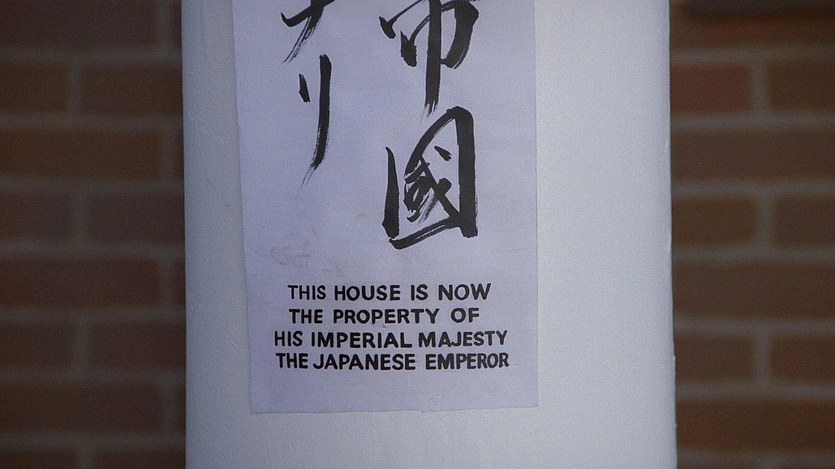 帝國
ナリ
THIS HOUSE IS NOW
THE PROPERTY OF
HIS IMPERIAL MAJESTY
THE JAPANESE EMPEROR